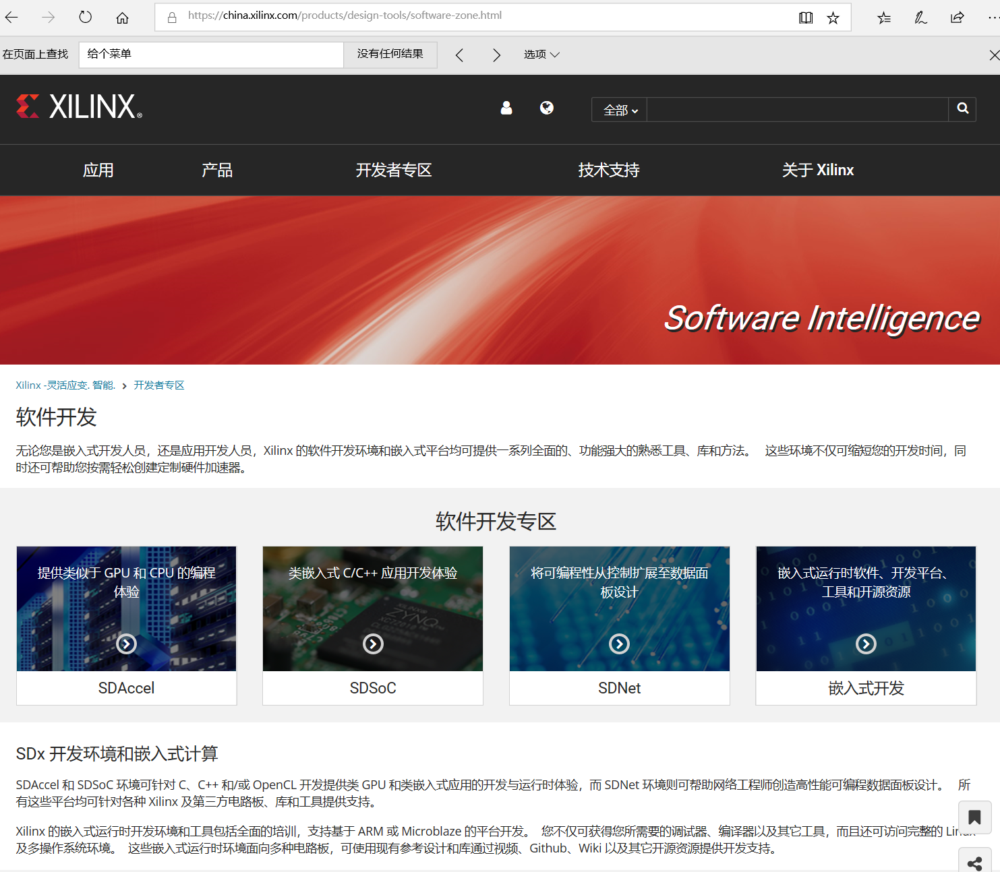 https://china.xilinx.com/products/design-tools/software-zone.html
在页面上查找
给个菜单
没有任何结果
选项
XILINX®
全部
应用
产品
开发者专区
技术支持
关于 Xilinx
Software Intelligence
Xilinx -灵活应变. 智能. > 开发者专区
软件开发
无论您是嵌入式开发人员，还是应用开发人员，Xilinx 的软件开发环境和嵌入式平台均可提供一系列全面的、功能强大的熟悉工具、库和方法。 这些环境不仅可缩短您的开发时间，同
时还可帮助您按需轻松创建定制硬件加速器。
软件开发专区
提供类似于 GPU 和 CPU 的编程
体验
SDAccel
类嵌入式 C/C++ 应用开发体验
ZYNQ
SDSoC
将可编程性从控制扩展至数据面
板设计
SDNet
嵌入式运行时软件、开发平台、
工具和开源资源
嵌入式开发
SDx 开发环境和嵌入式计算
SDAccel 和 SDSoC 环境可针对 C、C++ 和/或 OpenCL 开发提供类 GPU 和类嵌入式应用的开发与运行时体验，而 SDNet 环境则可帮助网络工程师创造高性能可编程数据面板设计。 所
有这些平台均可针对各种 Xilinx 及第三方电路板、库和工具提供支持。
Xilinx 的嵌入式运行时开发环境和工具包括全面的培训，支持基于 ARM 或 Microblaze 的平台开发。 您不仅可获得您所需要的调试器、编译器以及其它工具，而且还可访问完整的 Linux
及多操作系统环境。 这些嵌入式运行时环境面向多种电路板，可使用现有参考设计和库通过视频、Github、Wiki 以及其它开源资源提供开发支持。